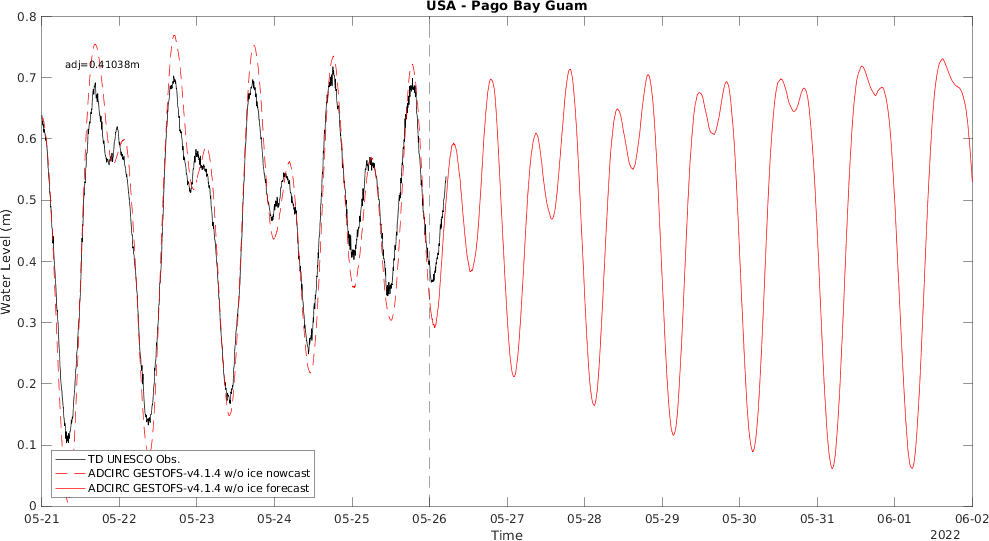 USA - Pago Bay Guam
0.8
adj=0.41038m
0.7
0.6
0.5
0.4
0.3
0.2
0.1
0
Water Level (m)
TD UNESCO Obs.
ADCIRC GESTOFS-v4.1.4 w/o ice nowcast
ADCIRC GESTOFS-v4.1.4 w/o ice forecast
05-21 05-22 05-23 05-24 05-25 05-26 05-27 05-28 05-29 05-30 05-31 06-01 06-02
Time
2022